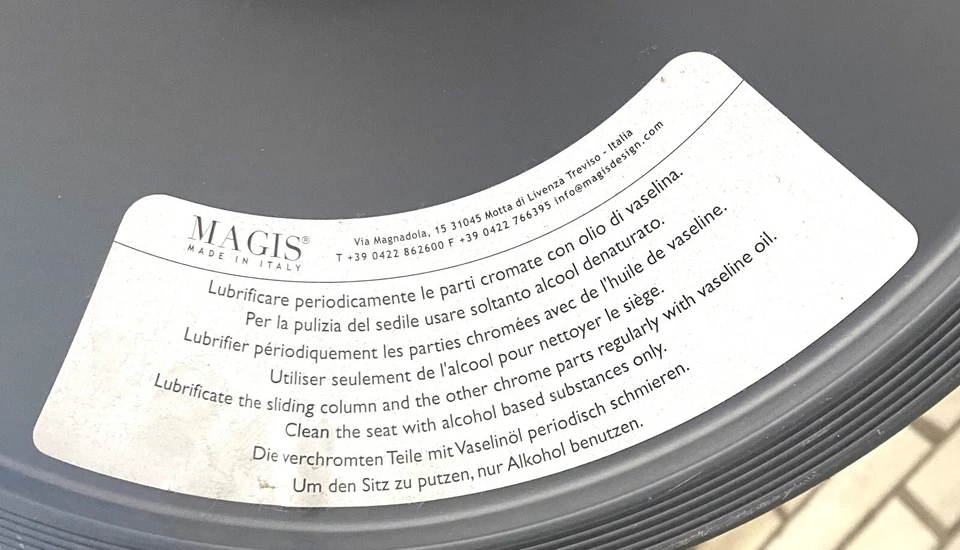 MAGIS®
MADE IN ITALY
Via Magnadola, 15 31045 Motta di Livenza Treviso - Italia
T +39 0422 862600 F +39 0422 766395 info@magisdesign.com
Lubrificare periodicamente le parti cromate con olio di vaselina.
Per la pulizia del sedile usare soltanto alcool denaturato.
Lubrifier périodiquement les parties chromées avec de l'huile de vaseline.
Utiliser seulement de l'alcool pour nettoyer le siège.
Lubrificate the sliding column and the other chrome parts regularly with vaseline oil.
Clean the seat with alcohol based substances only.
Die verchromten Teile mit Vaselinöl periodisch schmieren.
Um den Sitz zu putzen, nur Alkohol benutzen.